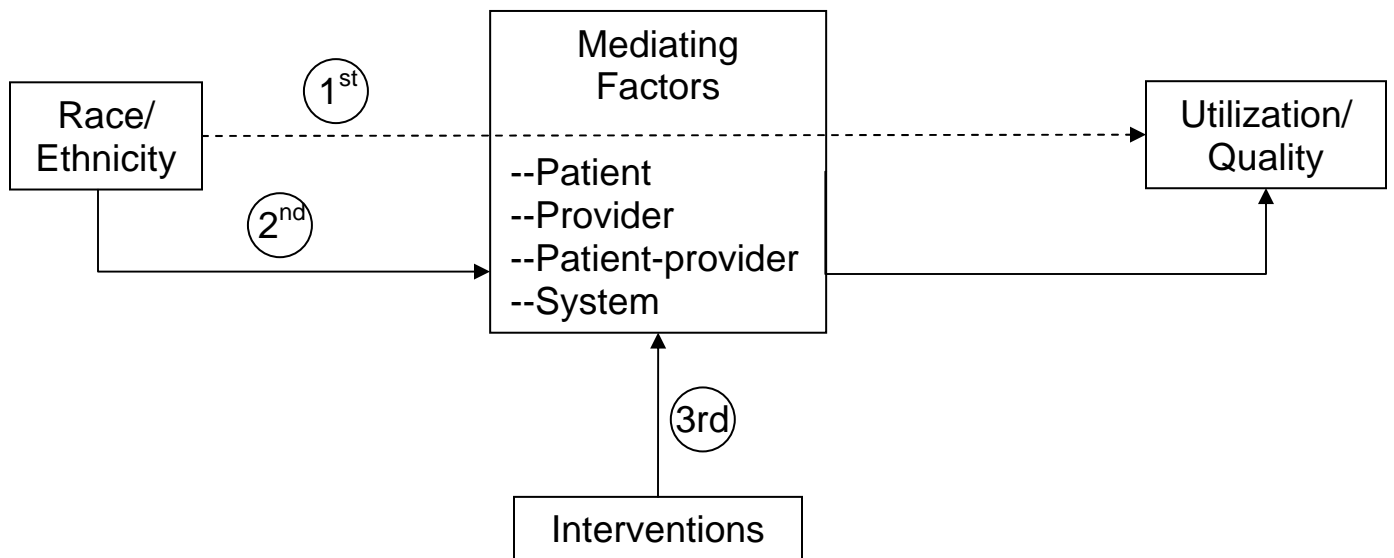 Mediating
Factors
1st
Race/
Ethnicity
Utilization/
Quality
--Patient
--Provider
--Patient-provider
--System
2nd
3rd
Interventions